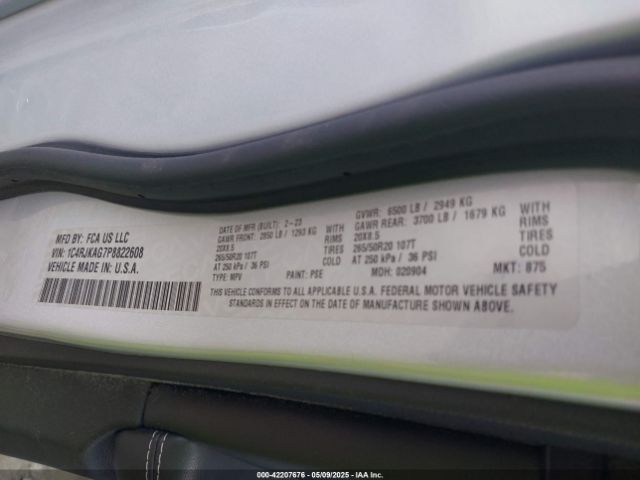 MFD BY: FCA US LLC
VIN: 1C4RJKAG7P8822608
VEHICLE MADE IN: U.S.A.
DATE OF MFR (BUILT): 2-23
GAWR FRONT: 2850 LB / 1293 KG WITH
20X8.5 RIMS
265/50R20 107T TIRES
AT 250 kPa / 36 PSI COLD
TYPE: MPV PAINT: PSE
GVWR: 6500 LB / 2949 KG
GAWR REAR: 3700 LB / 1679 KG WITH
20X8.5 RIMS
265/50R20 107T TIRES
AT 250 kPa / 36 PSI COLD
MDH: 020904 MKT: 875
THIS VEHICLE CONFORMS TO ALL APPLICABLE U.S.A. FEDERAL MOTOR VEHICLE SAFETY
STANDARDS IN EFFECT ON THE DATE OF MANUFACTURE SHOWN ABOVE.
000-42207676 - 05/09/2025 - IAA Inc.